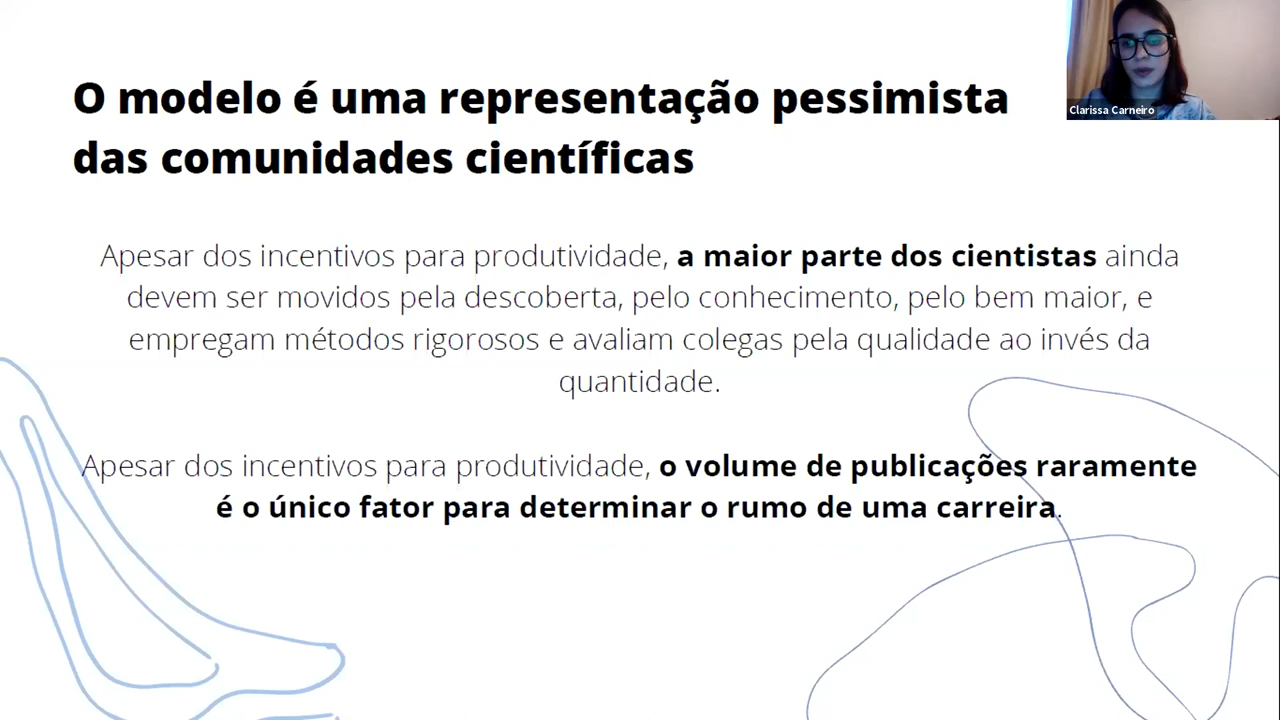 O modelo é uma representação pessimista
das comunidades científicas
Clarissa Carneiro
Apesar dos incentivos para produtividade, a maior parte dos cientistas ainda
devem ser movidos pela descoberta, pelo conhecimento, pelo bem maior, e
empregam métodos rigorosos e avaliam colegas pela qualidade ao invés da
quantidade.
Apesar dos incentivos para produtividade, o volume de publicações raramente
é o único fator para determinar o rumo de uma carreira.